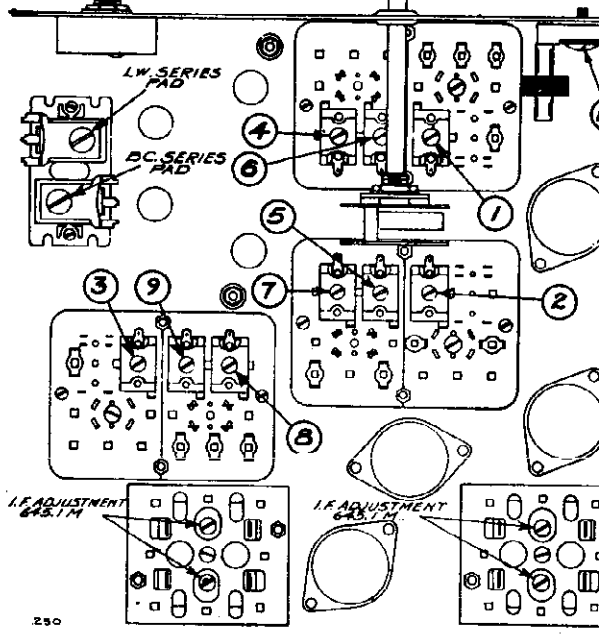 L.W. SERIES
PAD
B.C. SERIES
PAD
4
6
1
5
7
2
3
9
8
I.F. ADJUSTMENT
645.1 M
I.F. ADJUSTMENT
645.1 M
.250